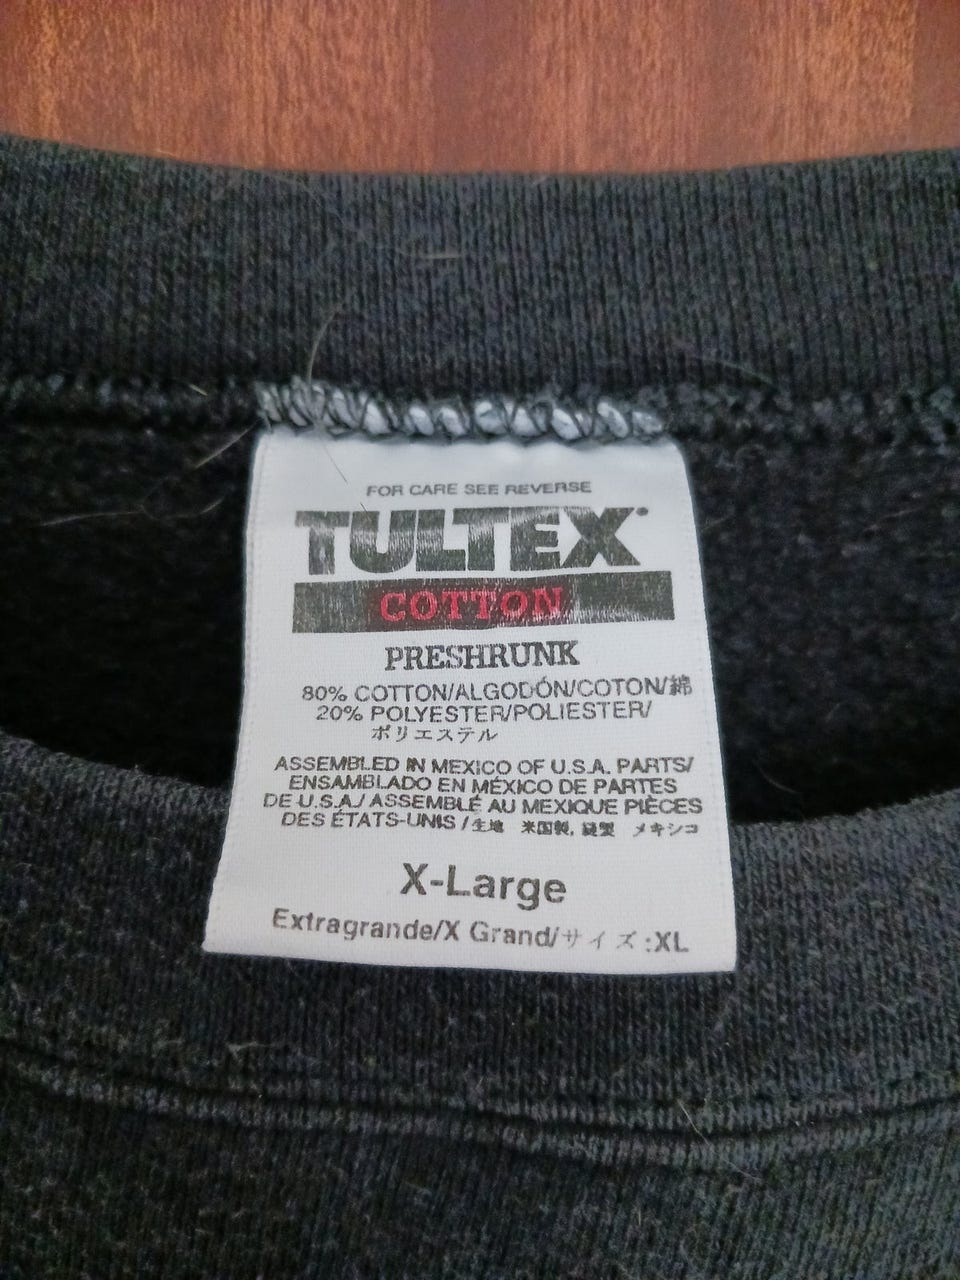 FOR CARE SEE REVERSE
TULTEX
COTTON
PRESHRUNK
80% COTTON/ALGODÓN/COTON/綿
20% POLYESTER/POLIESTER/
ポリエステル
ASSEMBLED IN MEXICO OF U.S.A. PARTS/
ENSAMBLADO EN MÉXICO DE PARTES
DE U.S.A./ ASSEMBLÉ AU MEXIQUE PIÈCES
DES ÉTATS-UNIS / 生地 米国製, 縫製 メキシコ
X-Large
Extragrande/X Grand/サイズ :XL